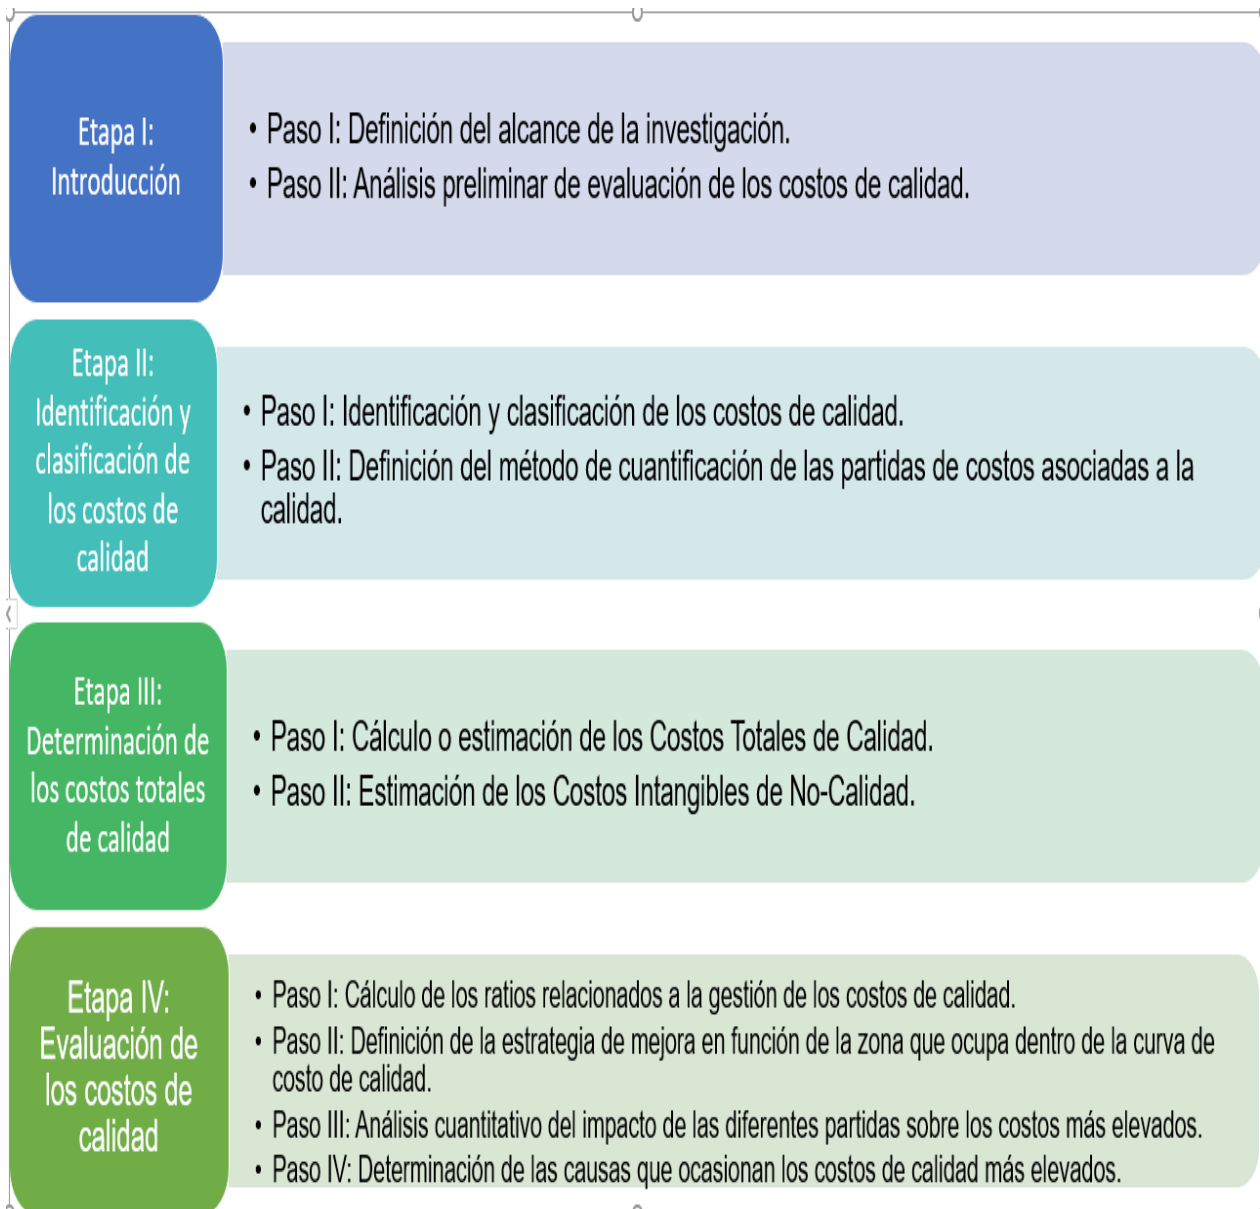 Etapa I:
Introducción
• Paso I: Definición del alcance de la investigación.
• Paso II: Análisis preliminar de evaluación de los costos de calidad.
Etapa II:
Identificación y
clasificación de
los costos de
calidad
• Paso I: Identificación y clasificación de los costos de calidad.
• Paso II: Definición del método de cuantificación de las partidas de costos asociadas a la
calidad.
Etapa III:
Determinación de
los costos totales
de calidad
• Paso I: Cálculo o estimación de los Costos Totales de Calidad.
• Paso II: Estimación de los Costos Intangibles de No-Calidad.
Etapa IV:
Evaluación de
los costos de
calidad
• Paso I: Cálculo de los ratios relacionados a la gestión de los costos de calidad.
• Paso II: Definición de la estrategia de mejora en función de la zona que ocupa dentro de la curva de
costo de calidad.
• Paso III: Análisis cuantitativo del impacto de las diferentes partidas sobre los costos más elevados.
• Paso IV: Determinación de las causas que ocasionan los costos de calidad más elevados.